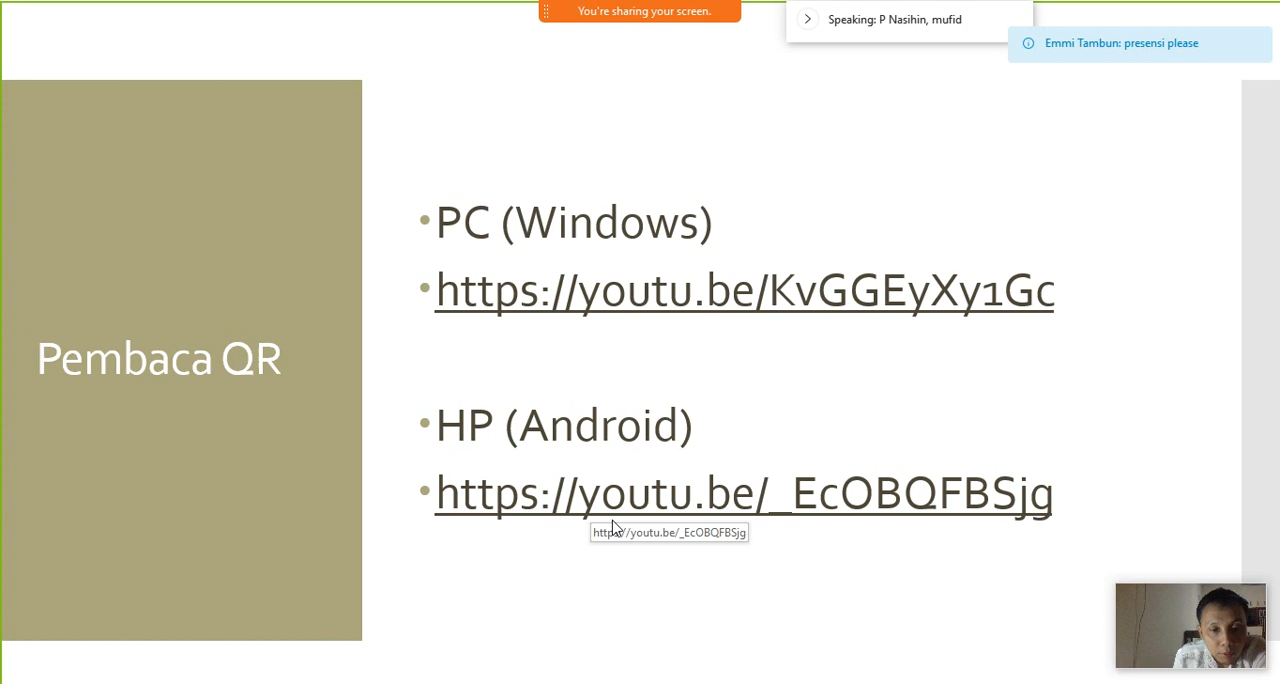 You're sharing your screen.
Speaking: P Nasihin, mufid
Emmi Tambun: presensi please
Pembaca QR
PC (Windows)
https://youtu.be/KvGGEyXy1Gc
HP (Android)
https://youtu.be/_EcOBQFBSjg
https://youtu.be/_EcOBQFBSjg